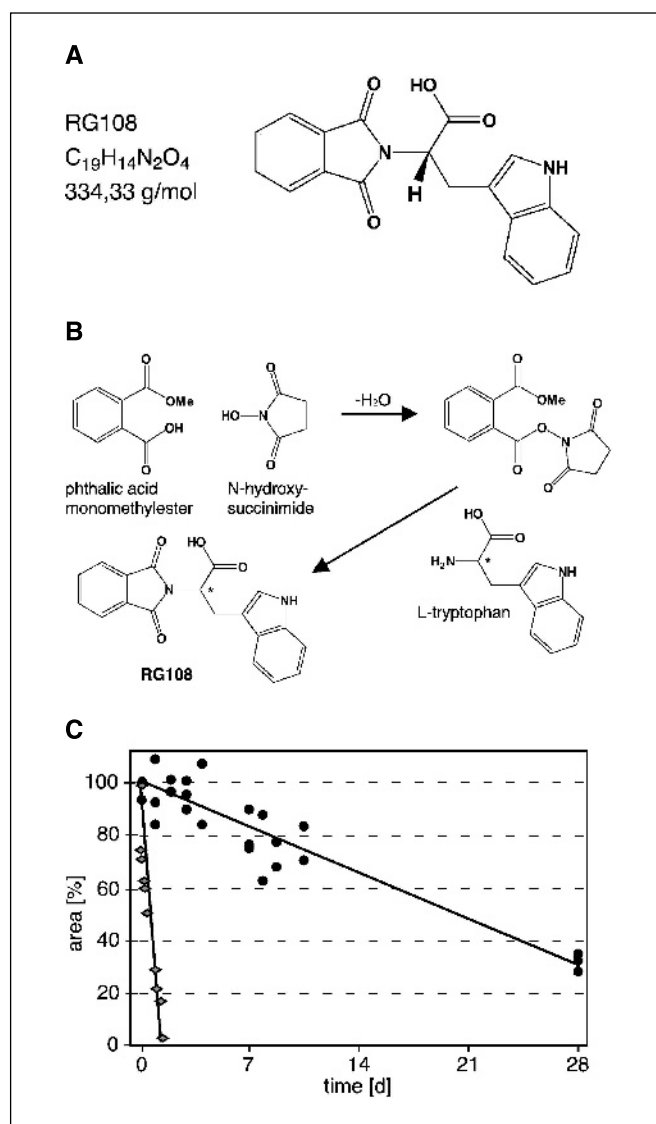 A
RG108
C₁₉H₁₄N₂O₄
334,33 g/mol
O
HO
O
N
H
O
NH
B
O
OMe
OH
O
phthalic acid
monomethylester
O
HO
N
O
N-hydroxy-
succinimide
-H₂O
O
OMe
O
O
N
O
O
HO
O
H₂N
*
NH
L-tryptophan
O
N
O
HO
O
*
NH
RG108
C
area [%]
100
80
60
40
20
0
0 7 14 21 28
time [d]